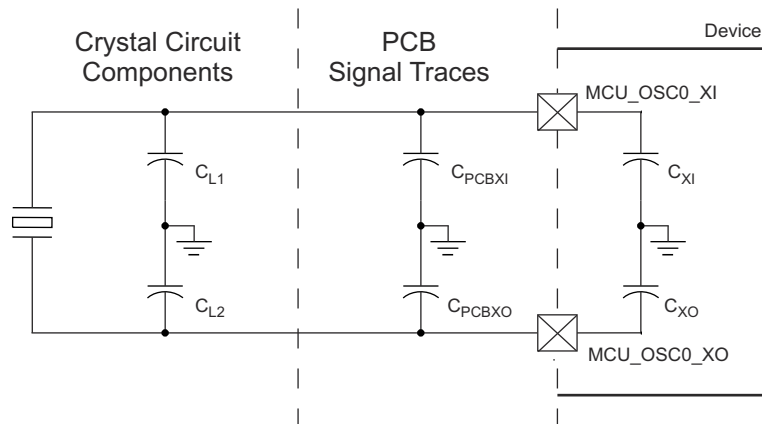 Crystal Circuit
Components
PCB
Signal Traces
Device
MCU_OSC0_XI
CL1
CPCBXI
CXI
CL2
CPCBXO
CXO
MCU_OSC0_XO